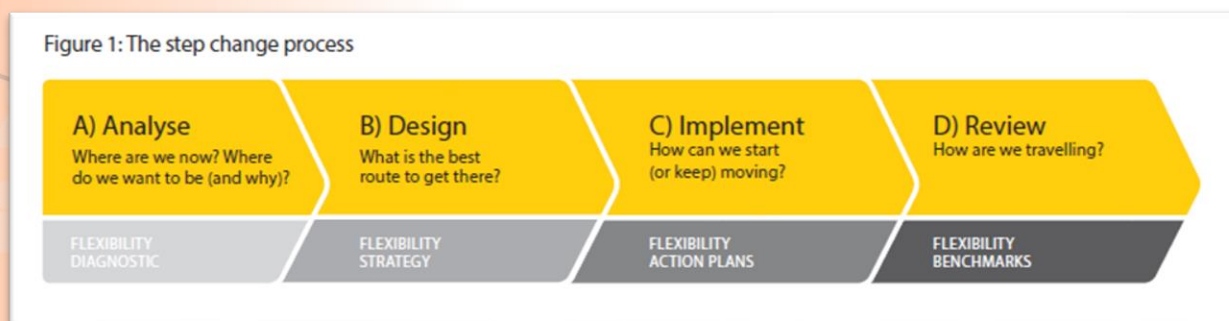 Figure 1: The step change process
A) Analyse
Where are we now? Where
do we want to be (and why)?
FLEXIBILITY
DIAGNOSTIC
B) Design
What is the best
route to get there?
FLEXIBILITY
STRATEGY
C) Implement
How can we start
(or keep) moving?
FLEXIBILITY
ACTION PLANS
D) Review
How are we travelling?
FLEXIBILITY
BENCHMARKS